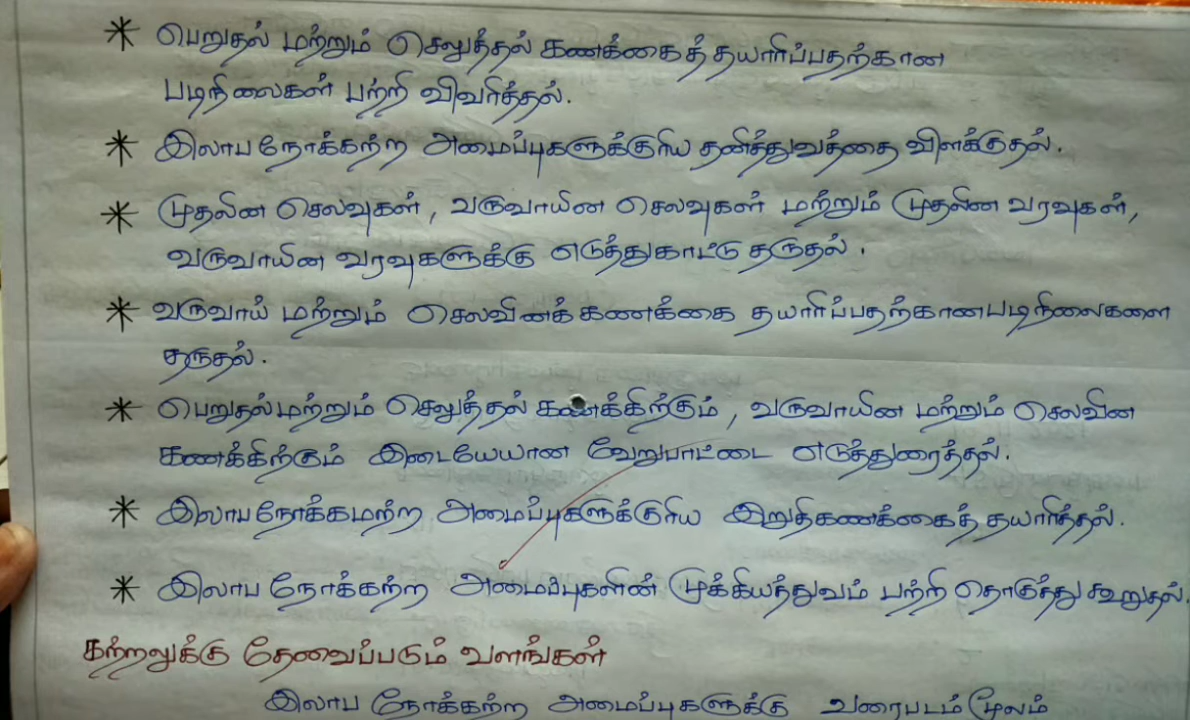 * பெறுதல் மற்றும் செலுத்தல் கணக்கைத் தயாரிப்பதற்கான
படிநிலைகள் பற்றி விவரித்தல்.
* இலாப நோக்கற்ற அமைப்புகளுக்குரிய தனித்துவத்தை விளக்குதல்.
* முதலின செலவுகள், வருவாயின செலவுகள் மற்றும் முதலின வரவுகள்,
வருவாயின வரவுகளுக்கு எடுத்துகாட்டு தருதல்.
* வருவாய் மற்றும் செலவினக் கணக்கை தயாரிப்பதற்கான படிநிலைகளை
தருதல்.
* பெறுதல் மற்றும் செலுத்தல் கணக்கிற்கும், வருவாயின மற்றும் செலவின
கணக்கிற்கும் இடையேயான வேறுபாட்டை எடுத்துரைத்தல்.
* இலாப நோக்கமற்ற அமைப்புகளுக்குரிய இறுதிகணக்கைத் தயாரித்தல்.
* இலாப நோக்கற்ற அமைப்புகளின் முக்கியத்துவம் பற்றி தொகுத்து கூறுதல்.
கற்றலுக்கு தேவைப்படும் வளங்கள்
இலாப நோக்கற்ற அமைப்புகளுக்கு வரைபடம் மூலம்